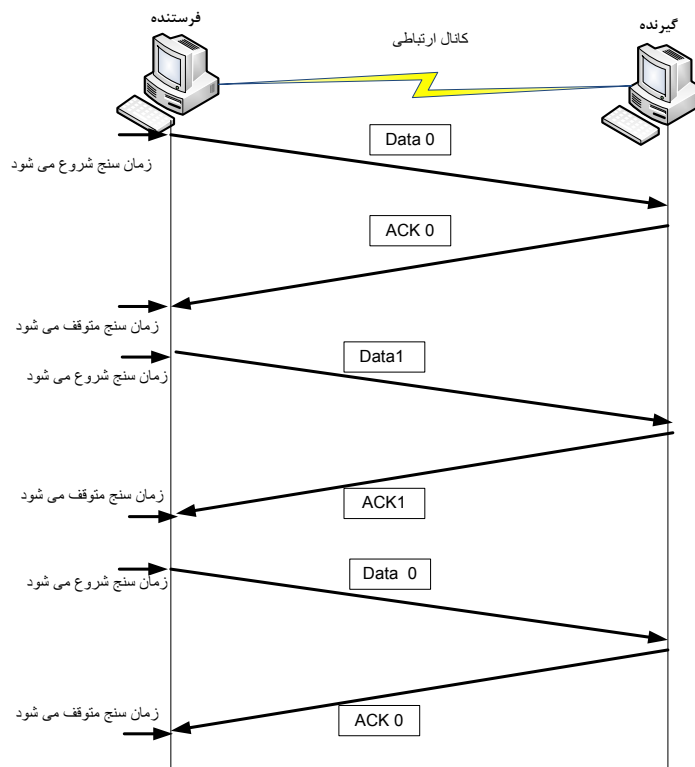 فرستنده
گیرنده
کانال ارتباطی
Data 0
زمان سنج شروع می شود
ACK 0
زمان سنج متوقف می شود
Data1
زمان سنج شروع می شود
زمان سنج متوقف می شود
ACK1
Data 0
زمان سنج شروع می شود
زمان سنج متوقف می شود
ACK 0